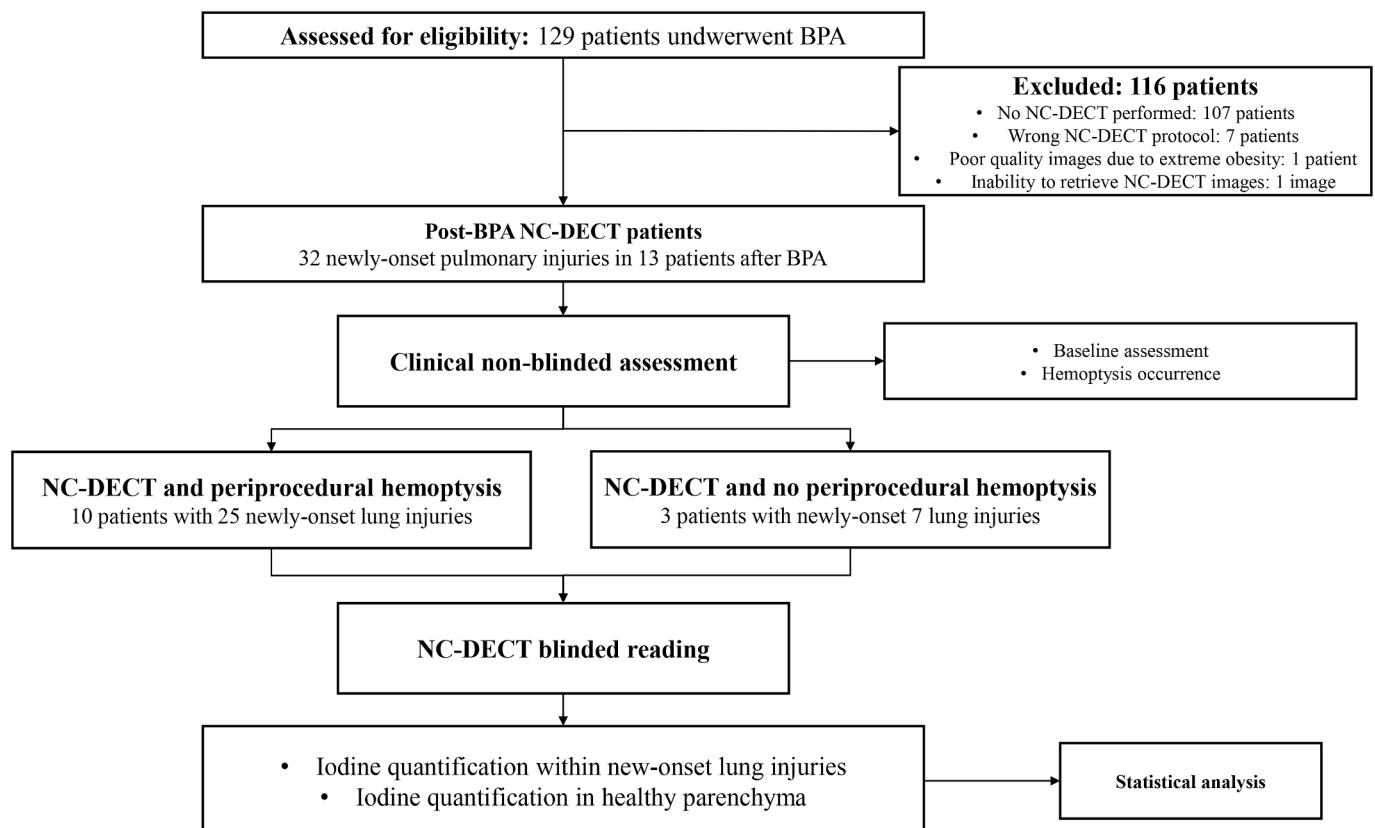 Assessed for eligibility: 129 patients undwerwent BPA
Excluded: 116 patients
• No NC-DECT performed: 107 patients
• Wrong NC-DECT protocol: 7 patients
• Poor quality images due to extreme obesity: 1 patient
• Inability to retrieve NC-DECT images: 1 image
Post-BPA NC-DECT patients
32 newly-onset pulmonary injuries in 13 patients after BPA
Clinical non-blinded assessment
• Baseline assessment
• Hemoptysis occurrence
NC-DECT and periprocedural hemoptysis
10 patients with 25 newly-onset lung injuries
NC-DECT and no periprocedural hemoptysis
3 patients with newly-onset 7 lung injuries
NC-DECT blinded reading
• Iodine quantification within new-onset lung injuries
• Iodine quantification in healthy parenchyma
Statistical analysis